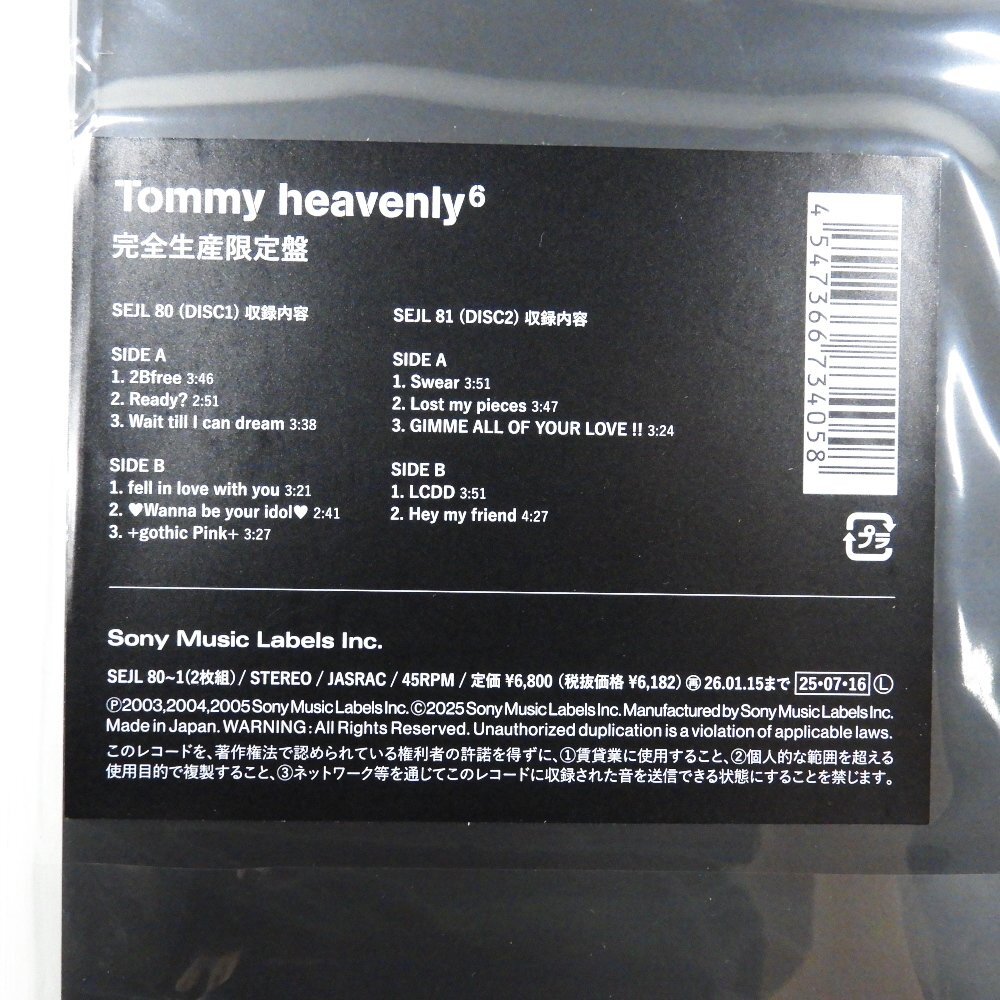 Tommy heavenly⁶
完全生産限定盤
SEJL 80 (DISC1) 収録内容
SIDE A
1. 2Bfree 3:46
2. Ready? 2:51
3. Wait till I can dream 3:38
SIDE B
1. fell in love with you 3:21
2. ♥Wanna be your idol♥ 2:41
3. +gothic Pink+ 3:27
SEJL 81 (DISC2) 収録内容
SIDE A
1. Swear 3:51
2. Lost my pieces 3:47
3. GIMME ALL OF YOUR LOVE !! 3:24
SIDE B
1. LCDD 3:51
2. Hey my friend 4:27
4 547366 734058
プラ
Sony Music Labels Inc.
SEJL 80~1(2枚組) / STEREO / JASRAC / 45RPM / 定価 ¥6,800 (税抜価格 ¥6,182) ㊢ 26.01.15まで 25・07・16 Ⓛ
Ⓟ2003,2004,2005 Sony Music Labels Inc. ©2025 Sony Music Labels Inc. Manufactured by Sony Music Labels Inc.
Made in Japan. WARNING: All Rights Reserved. Unauthorized duplication is a violation of applicable laws.
このレコードを、著作権法で認められている権利者の許諾を得ずに、①賃貸業に使用すること、②個人的な範囲を超える
使用目的で複製すること、③ネットワーク等を通じてこのレコードに収録された音を送信できる状態にすることを禁じます。